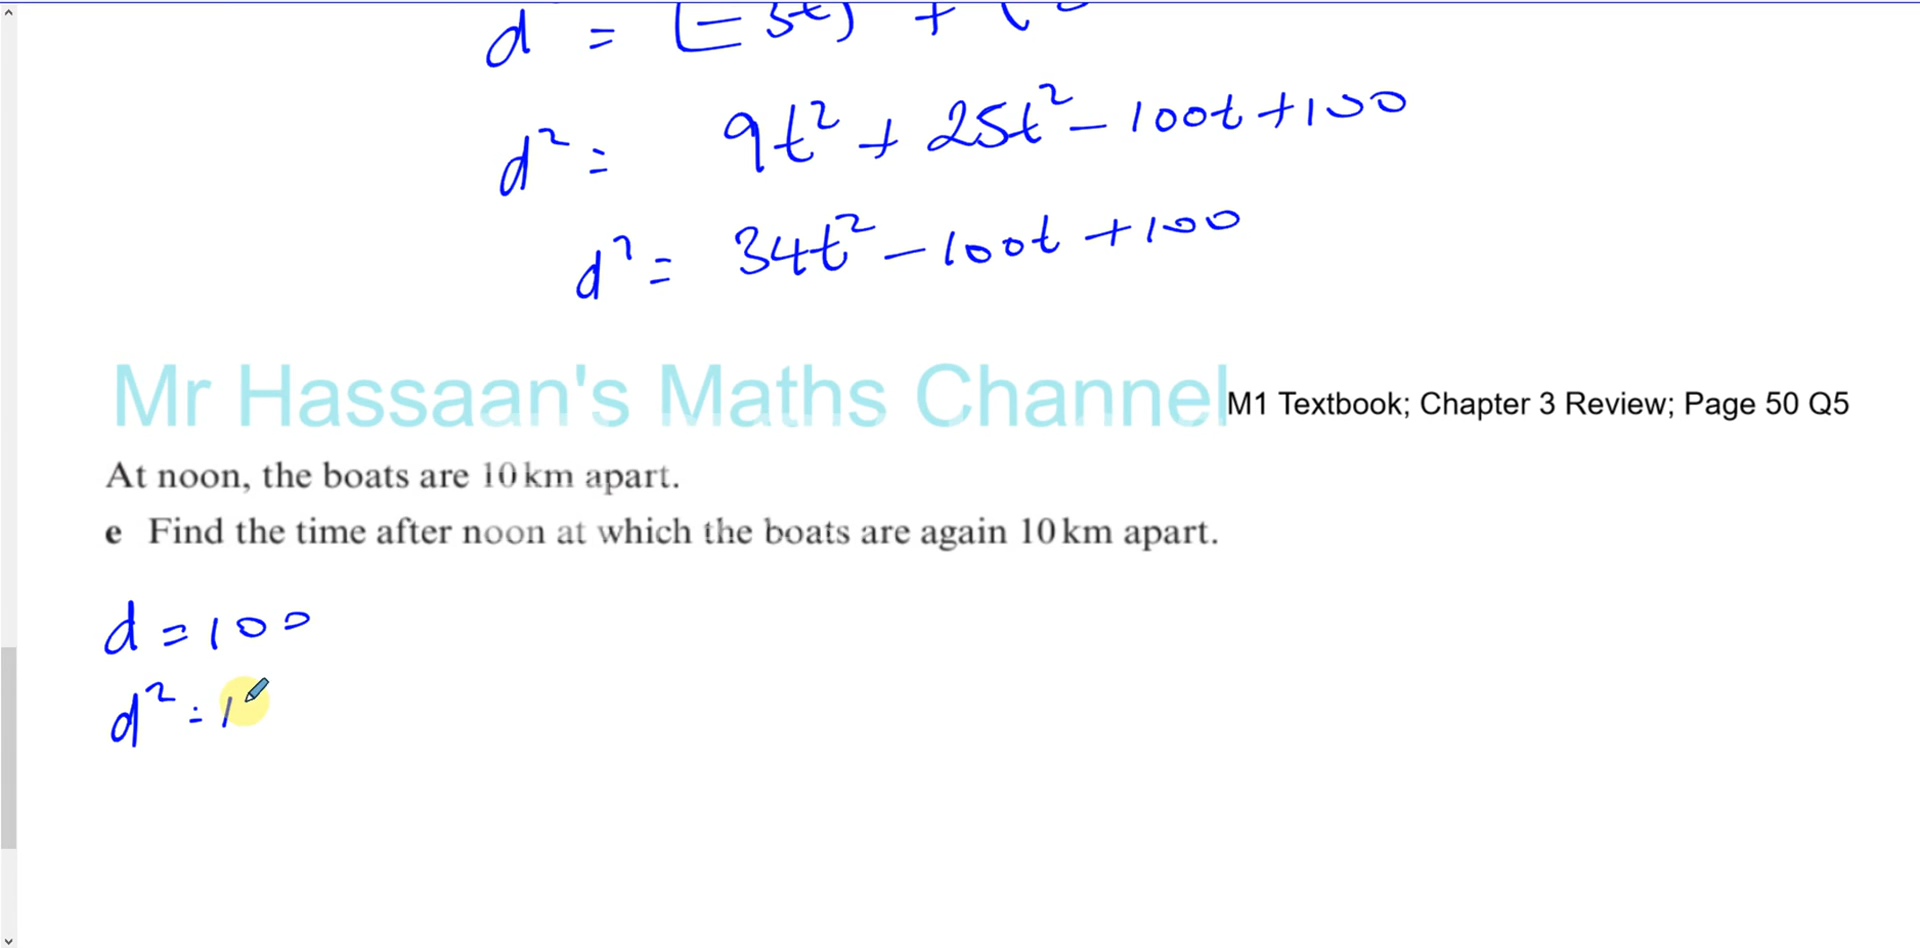 d = (-3t) + (
d² = 9t² + 25t² - 100t + 100
d² = 34t² - 100t + 100
Mr Hassaan's Maths Channel
M1 Textbook; Chapter 3 Review; Page 50 Q5
At noon, the boats are 10 km apart.
e Find the time after noon at which the boats are again 10 km apart.
d = 100
d² = 1